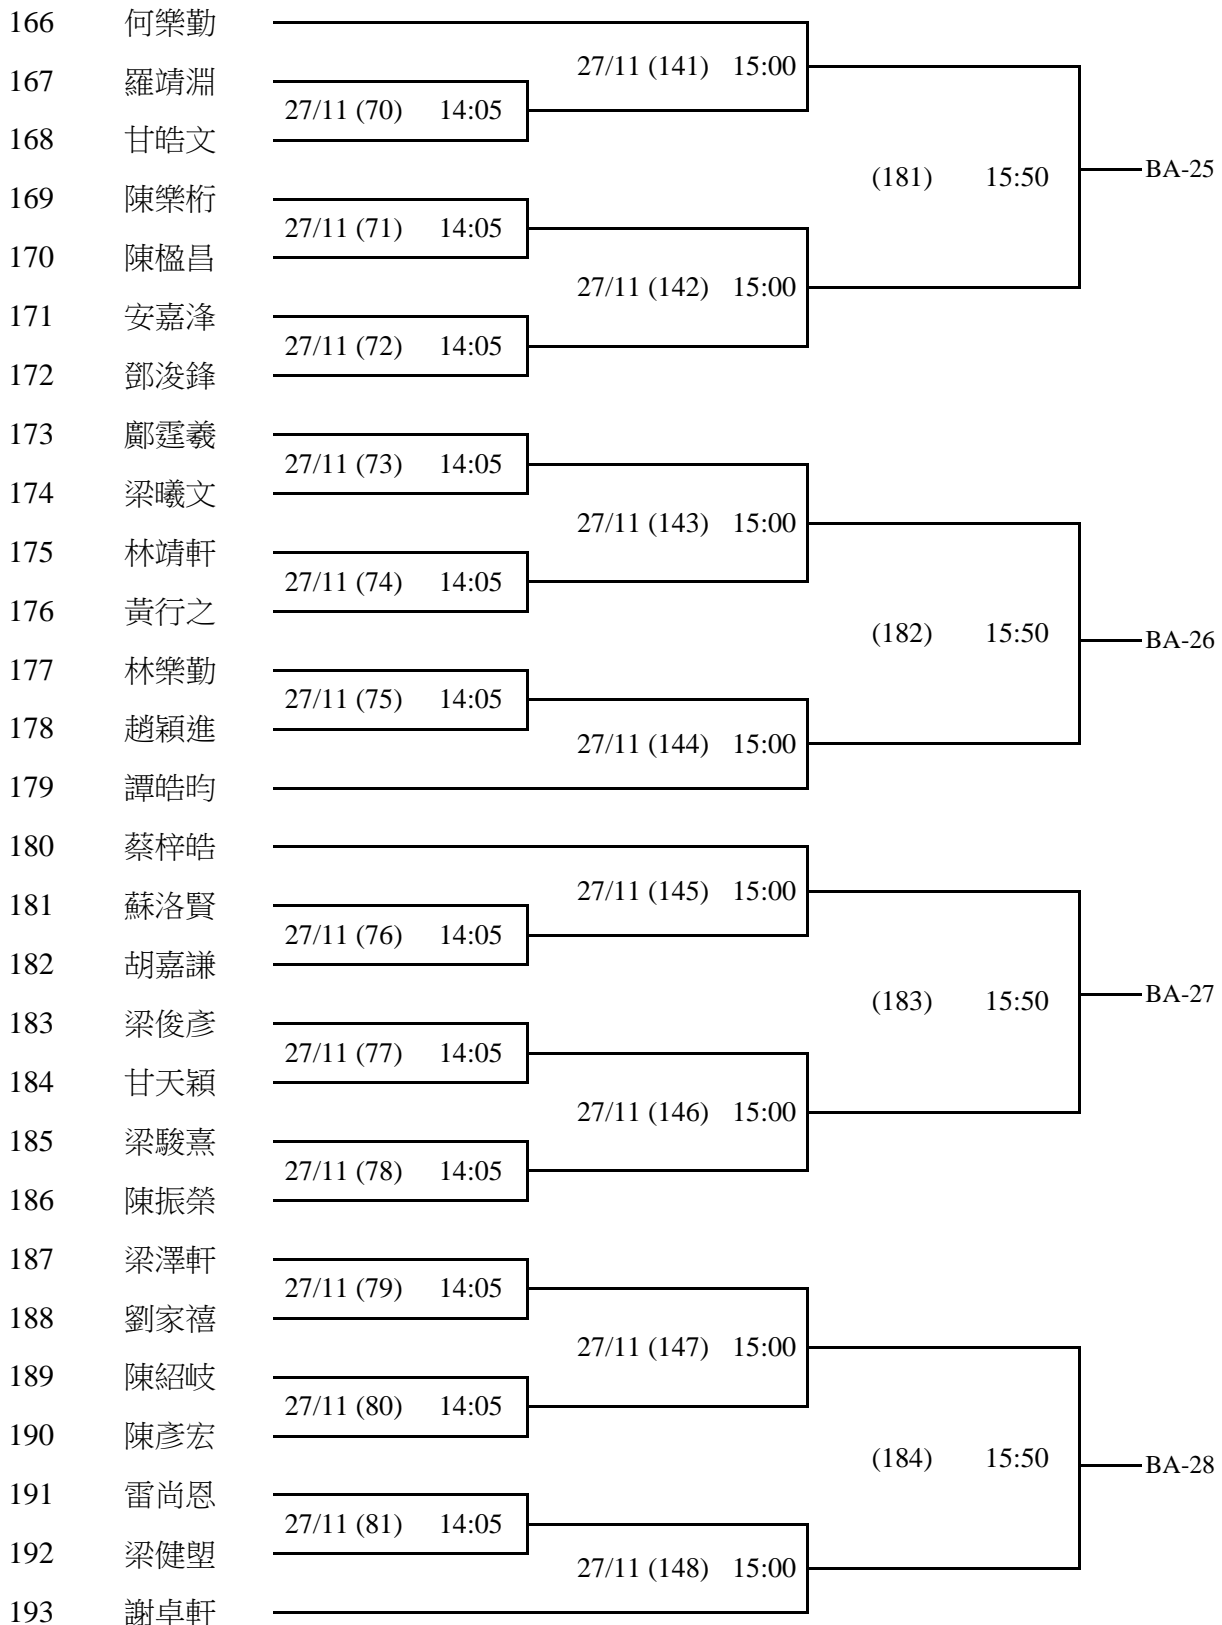 166 何樂勤
27/11 (141) 15:00
167 羅靖淵
27/11 (70) 14:05
168 甘皓文
(181) 15:50 BA-25
169 陳樂桁
27/11 (71) 14:05
170 陳楹昌
27/11 (142) 15:00
171 安嘉浲
27/11 (72) 14:05
172 鄧浚鋒
173 鄺霆羲
27/11 (73) 14:05
174 梁曦文
27/11 (143) 15:00
175 林靖軒
27/11 (74) 14:05
176 黃行之
(182) 15:50 BA-26
177 林樂勤
27/11 (75) 14:05
178 趙穎進
27/11 (144) 15:00
179 譚皓昀
180 蔡梓皓
27/11 (145) 15:00
181 蘇洛賢
27/11 (76) 14:05
182 胡嘉謙
(183) 15:50 BA-27
183 梁俊彥
27/11 (77) 14:05
184 甘天穎
27/11 (146) 15:00
185 梁駿熹
27/11 (78) 14:05
186 陳振榮
187 梁澤軒
27/11 (79) 14:05
188 劉家禧
27/11 (147) 15:00
189 陳紹岐
27/11 (80) 14:05
190 陳彥宏
(184) 15:50 BA-28
191 雷尚恩
27/11 (81) 14:05
192 梁健塱
27/11 (148) 15:00
193 謝卓軒